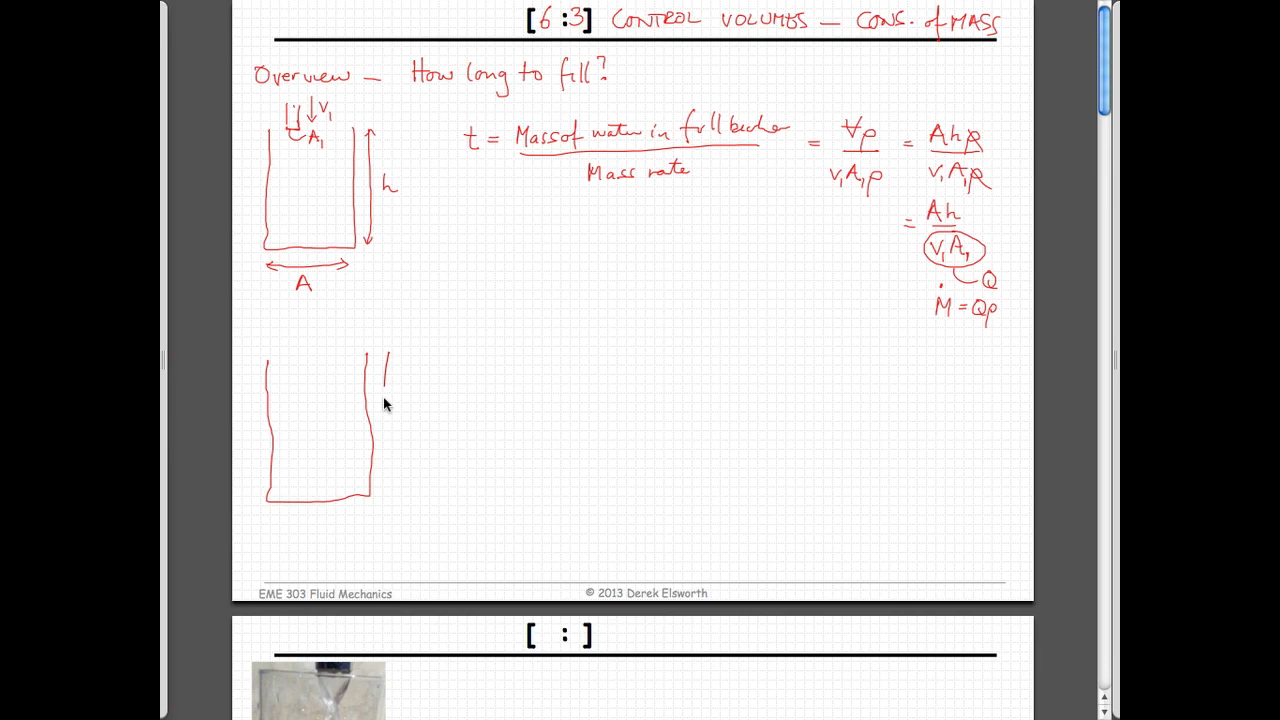 [6:3] CONTROL VOLUMES — CONS. of MASS
Overview — How long to fill?
V₁
A₁
h
A
t = Mass of water in full beaker / Mass rate = V̶ρ / v₁A₁ρ = Ahρ / v₁A₁ρ
= Ah / v₁A₁
Q
Ṁ = Qρ
EME 303 Fluid Mechanics
© 2013 Derek Elsworth
[ : ]